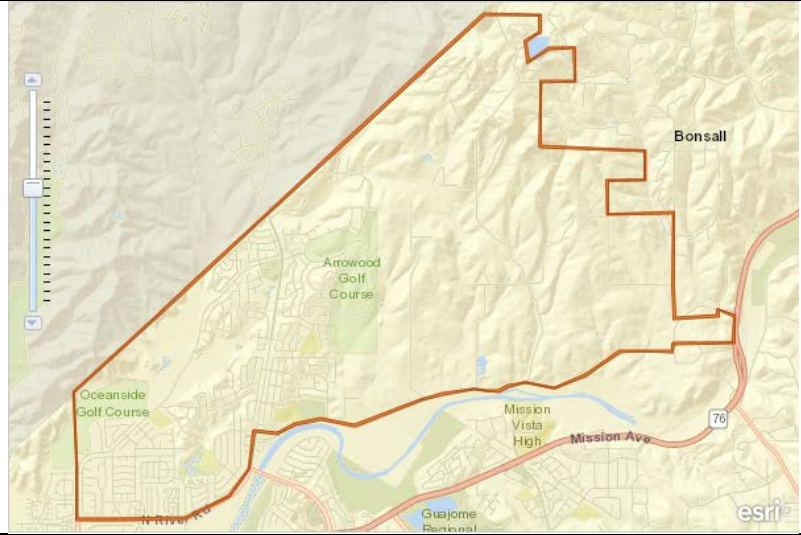 Bonsall
Arrowood
Golf
Course
Oceanside
Golf Course
Mission
Vista
High
76
Mission Ave
N River Rd
Guajome
Regional
esri